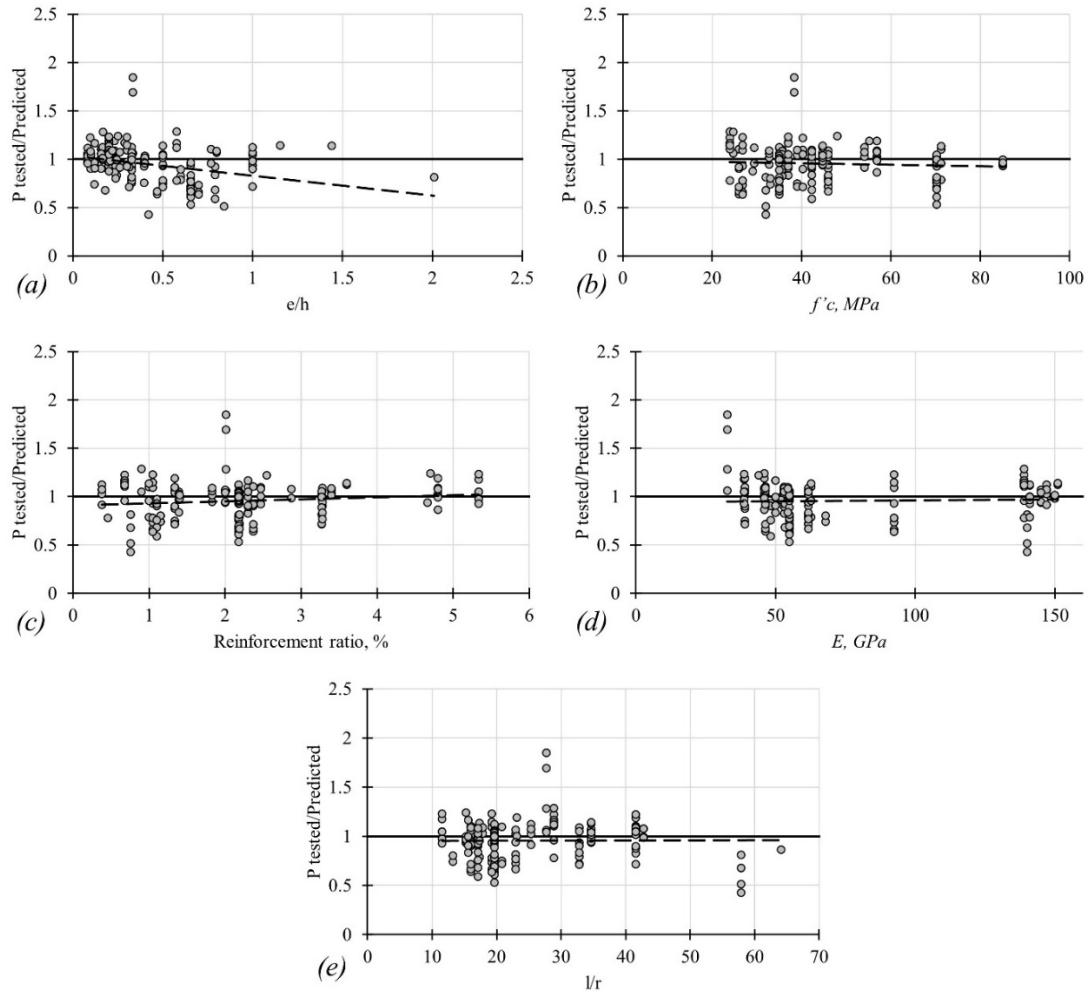 2.5
2
1.5
1
0.5
0
P tested/Predicted
0 0.5 1 1.5 2 2.5
(a)
e/h
2.5
2
1.5
1
0.5
0
P tested/Predicted
0 20 40 60 80 100
(b)
f’c, MPa
2.5
2
1.5
1
0.5
0
P tested/Predicted
0 1 2 3 4 5 6
(c)
Reinforcement ratio, %
2.5
2
1.5
1
0.5
0
P tested/Predicted
0 50 100 150
(d)
E, GPa
2.5
2
1.5
1
0.5
0
P tested/Predicted
0 10 20 30 40 50 60 70
(e)
l/r